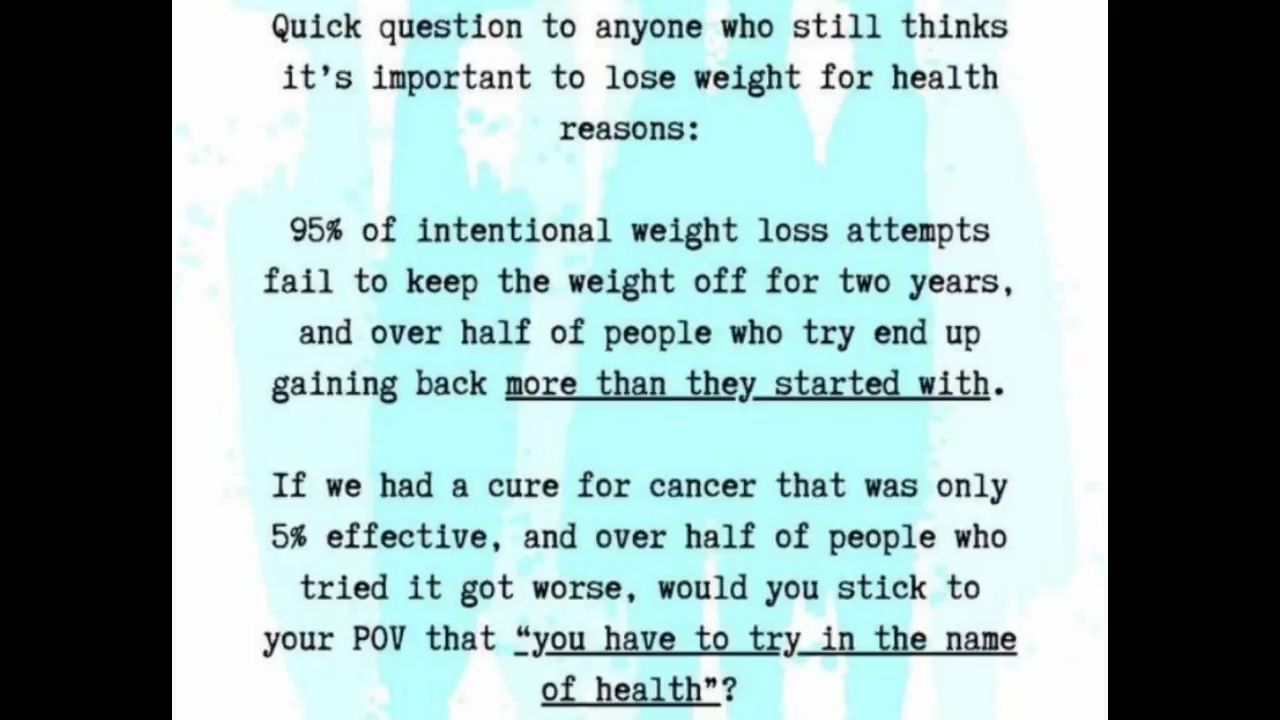 Quick question to anyone who still thinks
it's important to lose weight for health
reasons:
95% of intentional weight loss attempts
fail to keep the weight off for two years,
and over half of people who try end up
gaining back more than they started with.
If we had a cure for cancer that was only
5% effective, and over half of people who
tried it got worse, would you stick to
your POV that “you have to try in the name
of health”?